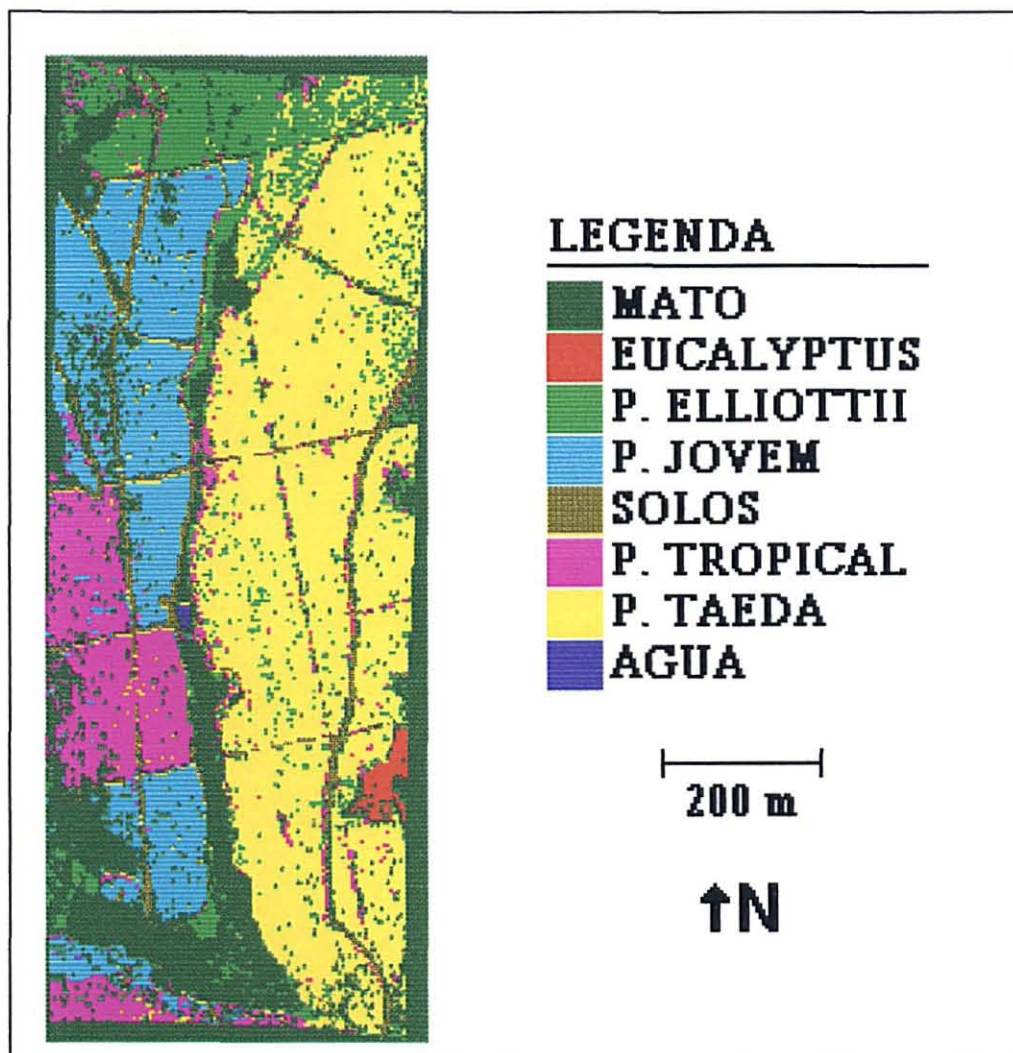 LEGENDA
MATO
EUCALYPTUS
P. ELLIOTTII
P. JOVEM
SOLOS
P. TROPICAL
P. TAEDA
AGUA
200 m
N